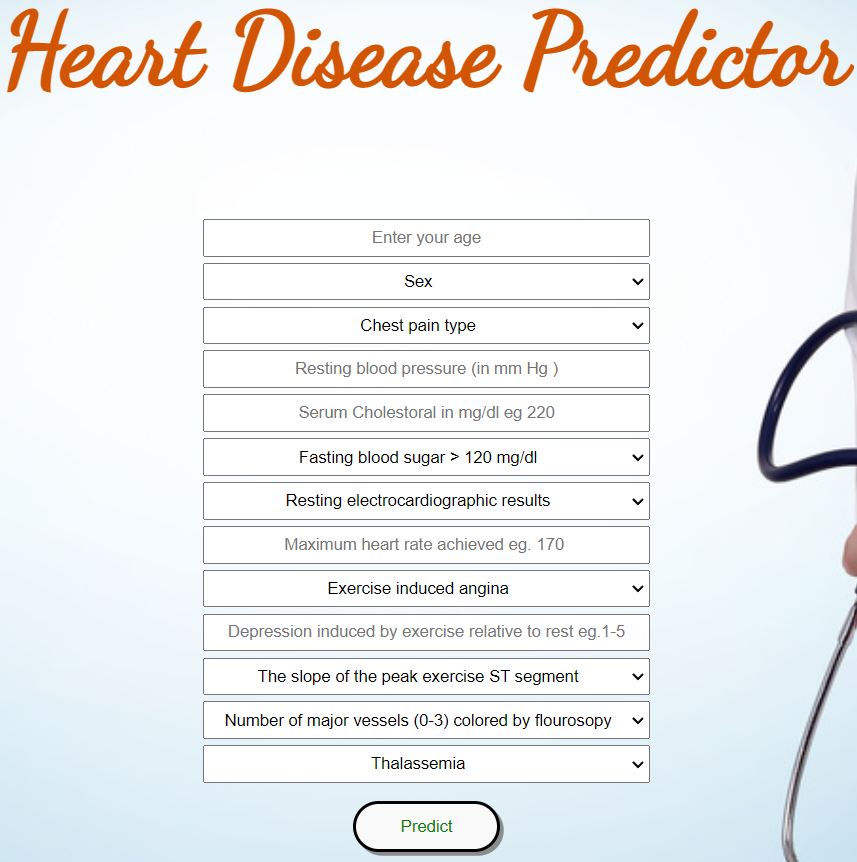 Heart Disease Predictor
Enter your age
Sex
Chest pain type
Resting blood pressure (in mm Hg )
Serum Cholestoral in mg/dl eg 220
Fasting blood sugar > 120 mg/dl
Resting electrocardiographic results
Maximum heart rate achieved eg. 170
Exercise induced angina
Depression induced by exercise relative to rest eg.1-5
The slope of the peak exercise ST segment
Number of major vessels (0-3) colored by flourosopy
Thalassemia
Predict